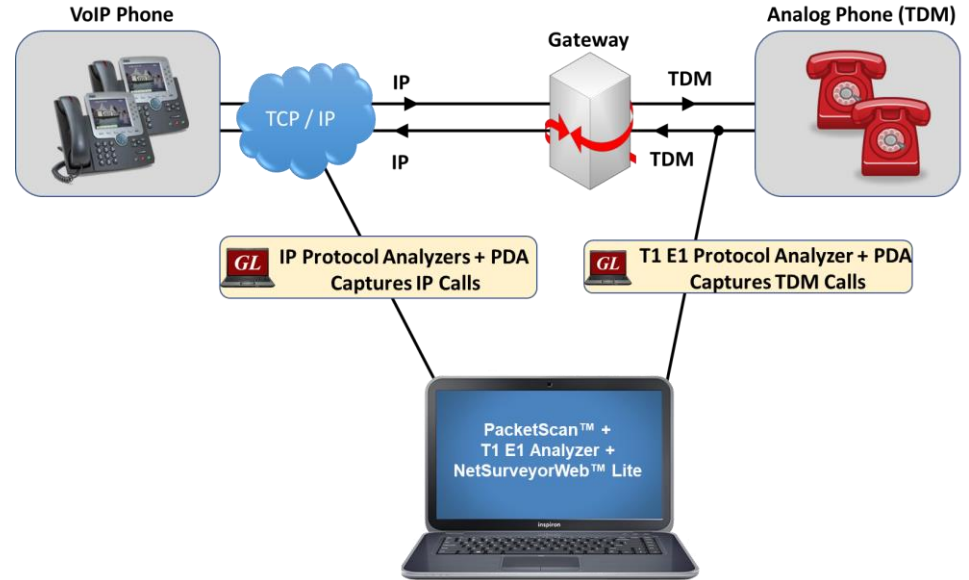 VoIP Phone
Analog Phone (TDM)
Gateway
IP
TDM
TCP / IP
IP
TDM
GL
IP Protocol Analyzers + PDA
Captures IP Calls
GL
T1 E1 Protocol Analyzer + PDA
Captures TDM Calls
PacketScan™ +
T1 E1 Analyzer +
NetSurveyorWeb™ Lite
inspiron